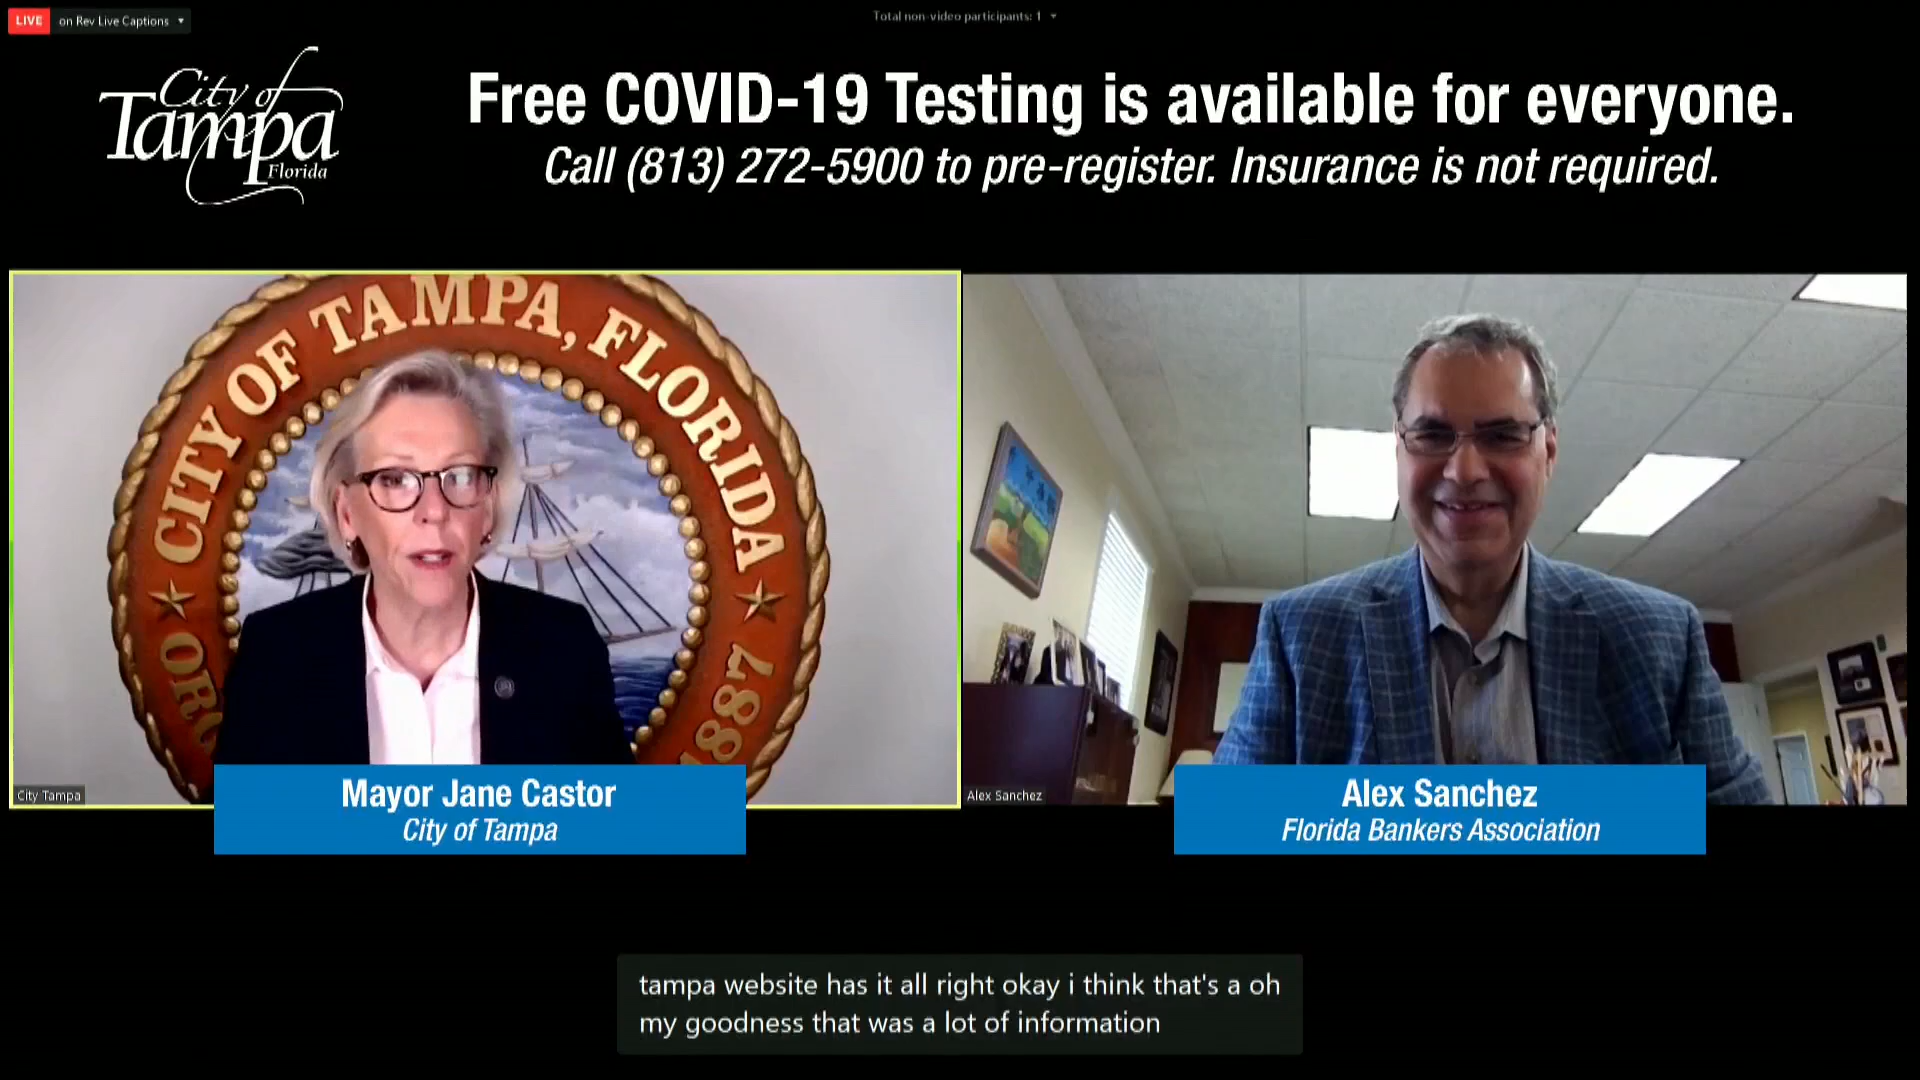 LIVE on Rev Live Captions
Total non-video participants: 1
City of
Tampa
Florida
Free COVID-19 Testing is available for everyone.
Call (813) 272-5900 to pre-register. Insurance is not required.
CITY OF TAMPA, FLORIDA
1887
City Tampa
Alex Sanchez
Mayor Jane Castor
City of Tampa
Alex Sanchez
Florida Bankers Association
tampa website has it all right okay i think that's a oh
my goodness that was a lot of information